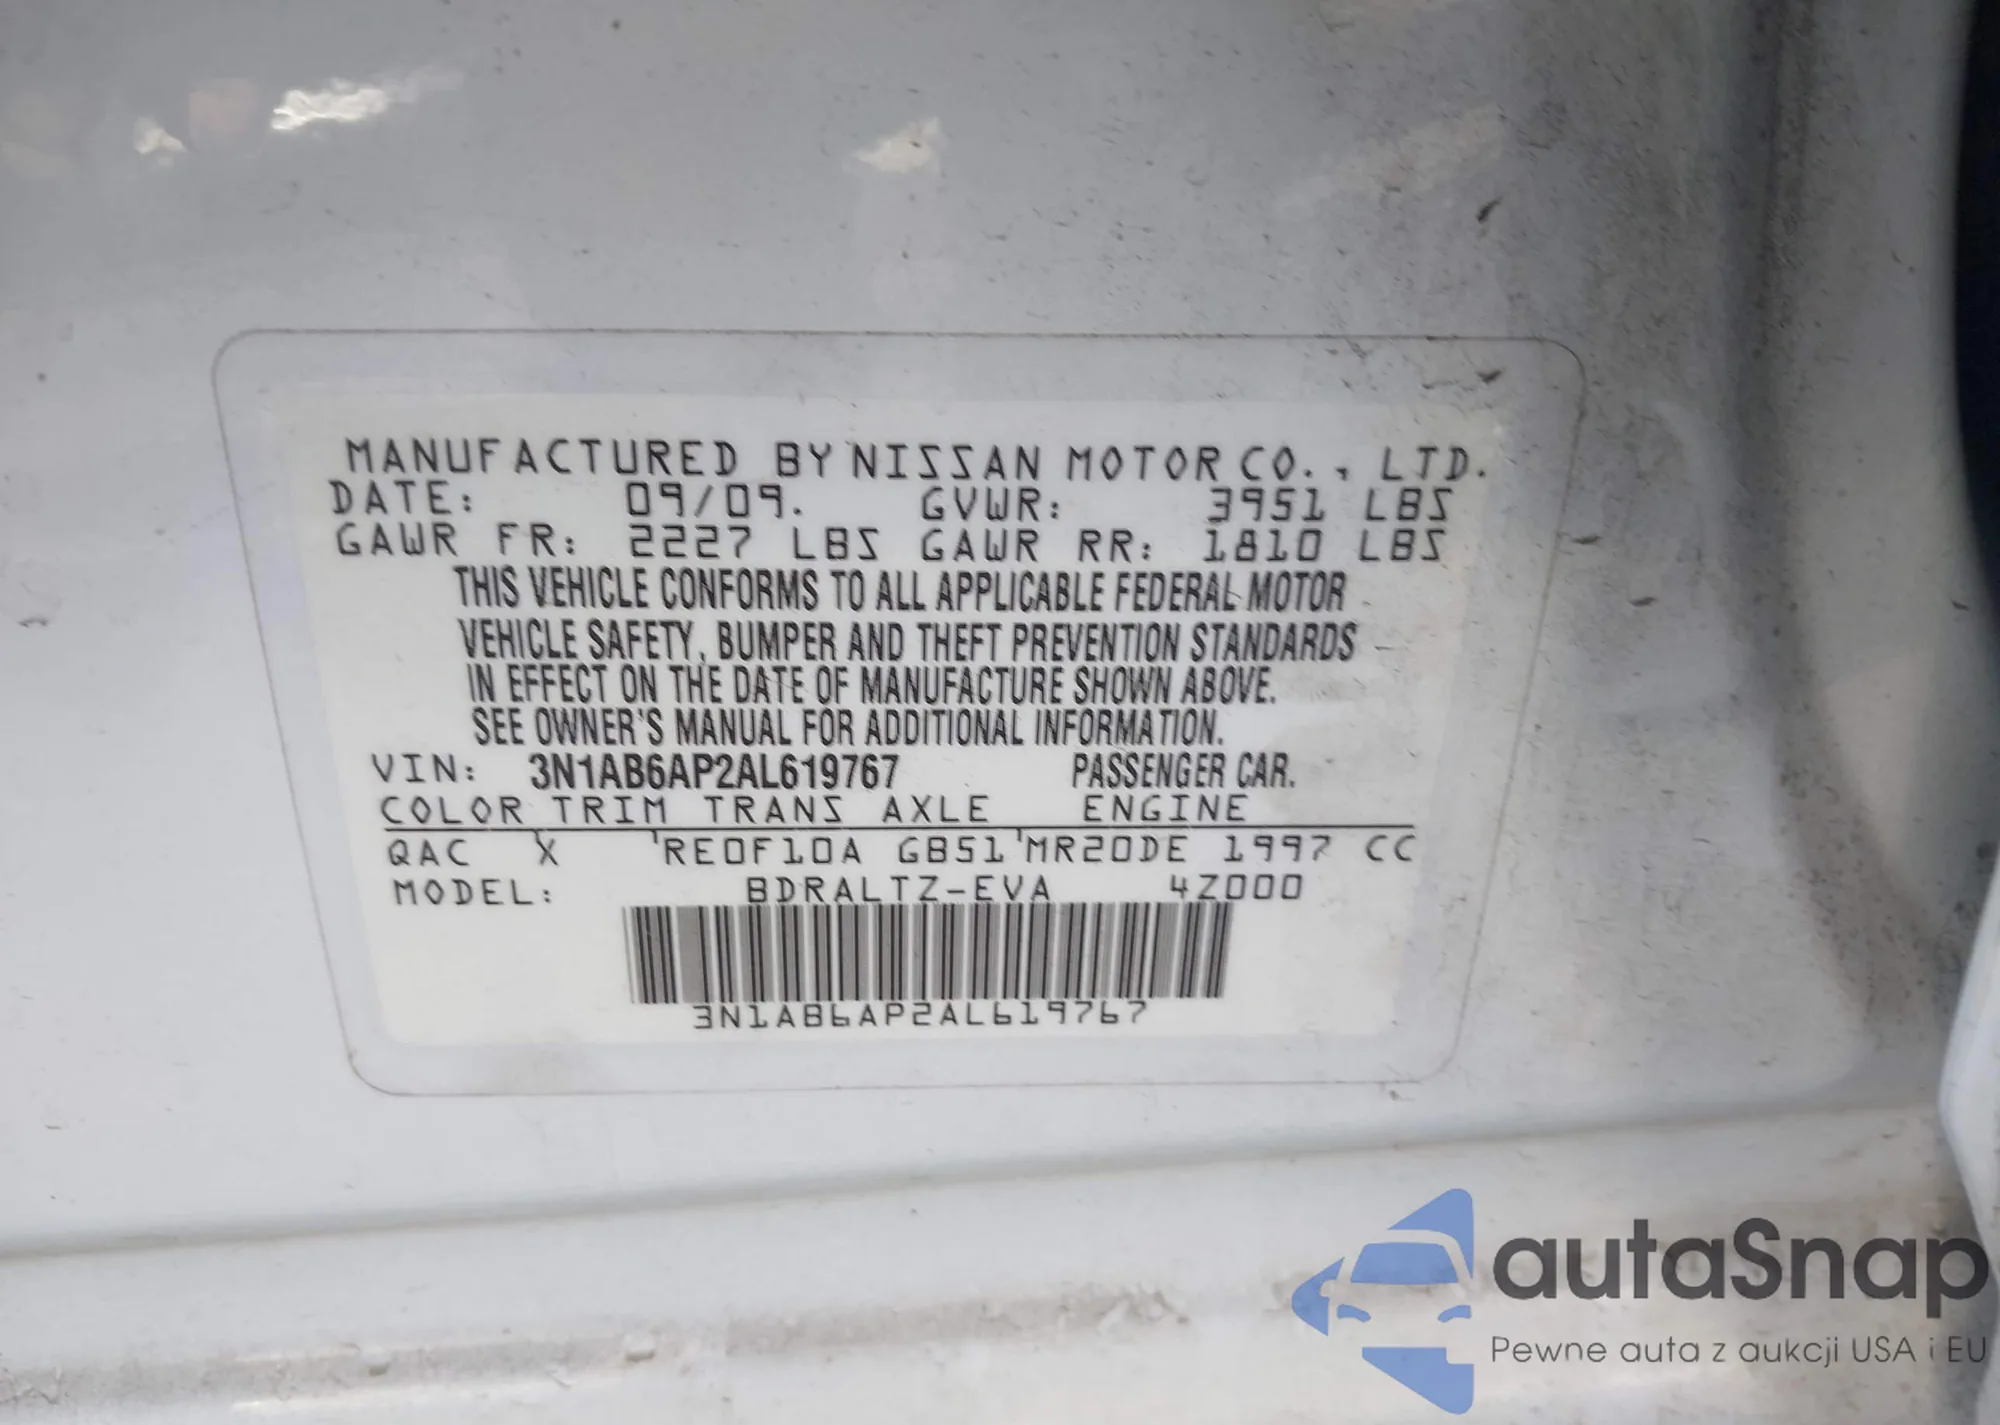 MANUFACTURED BY NISSAN MOTOR CO., LTD.
DATE: 09/09. GVWR: 3951 LBS
GAWR FR: 2227 LBS GAWR RR: 1810 LBS
THIS VEHICLE CONFORMS TO ALL APPLICABLE FEDERAL MOTOR
VEHICLE SAFETY, BUMPER AND THEFT PREVENTION STANDARDS
IN EFFECT ON THE DATE OF MANUFACTURE SHOWN ABOVE.
SEE OWNER'S MANUAL FOR ADDITIONAL INFORMATION.
VIN: 3N1AB6AP2AL619767 PASSENGER CAR.
COLOR TRIM TRANS AXLE ENGINE
QAC X 'RE0F10A GB51'MR20DE 1997 CC
MODEL: BDRALTZ-EVA 4Z000
3N1AB6AP2AL619767
autaSnap
Pewne auta z aukcji USA i EU